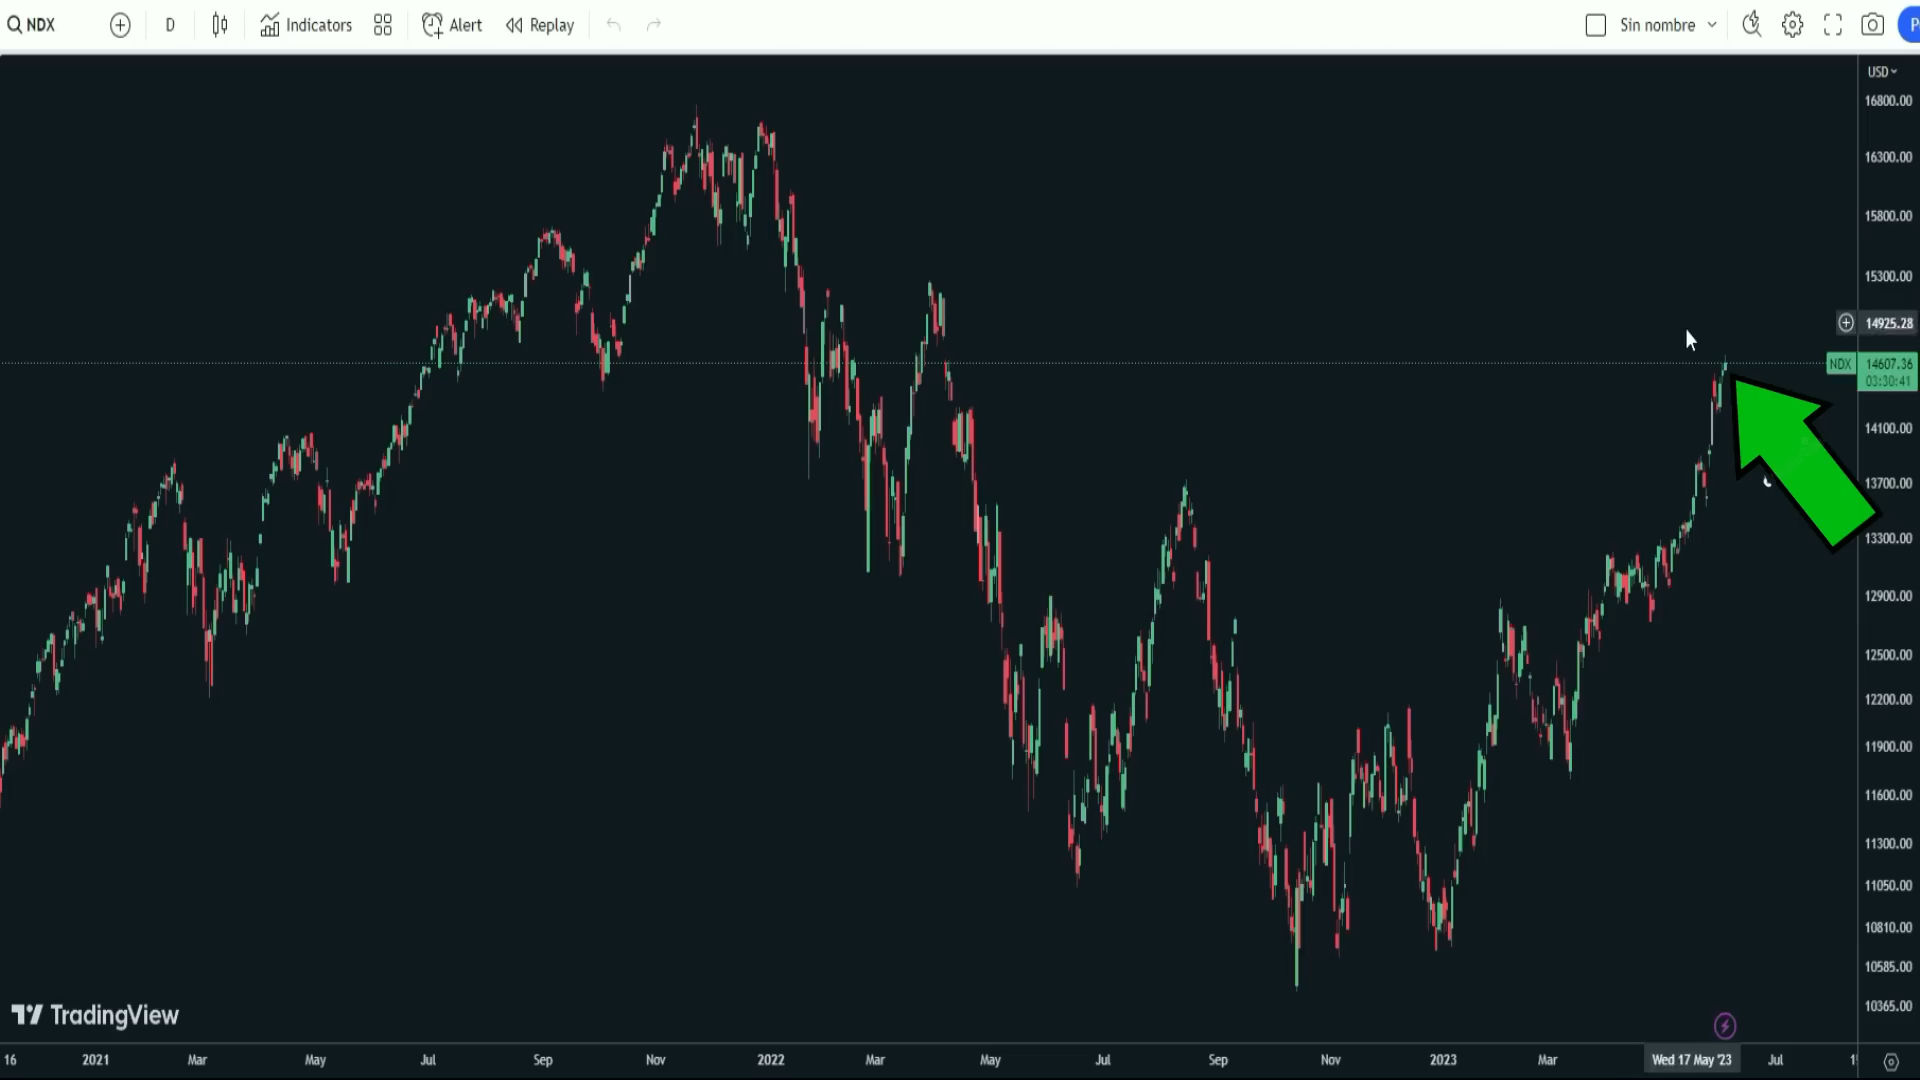 NDX
D
Indicators
Alert
Replay
Sin nombre
USD
16800.00
16300.00
15800.00
15300.00
14925.28
NDX 14607.36
03:30:41
14100.00
13700.00
13300.00
12900.00
12500.00
12200.00
11900.00
11600.00
11300.00
11050.00
10810.00
10585.00
10365.00
TradingView
16 2021 Mar May Jul Sep Nov 2022 Mar May Jul Sep Nov 2023 Mar Wed 17 May '23 Jul